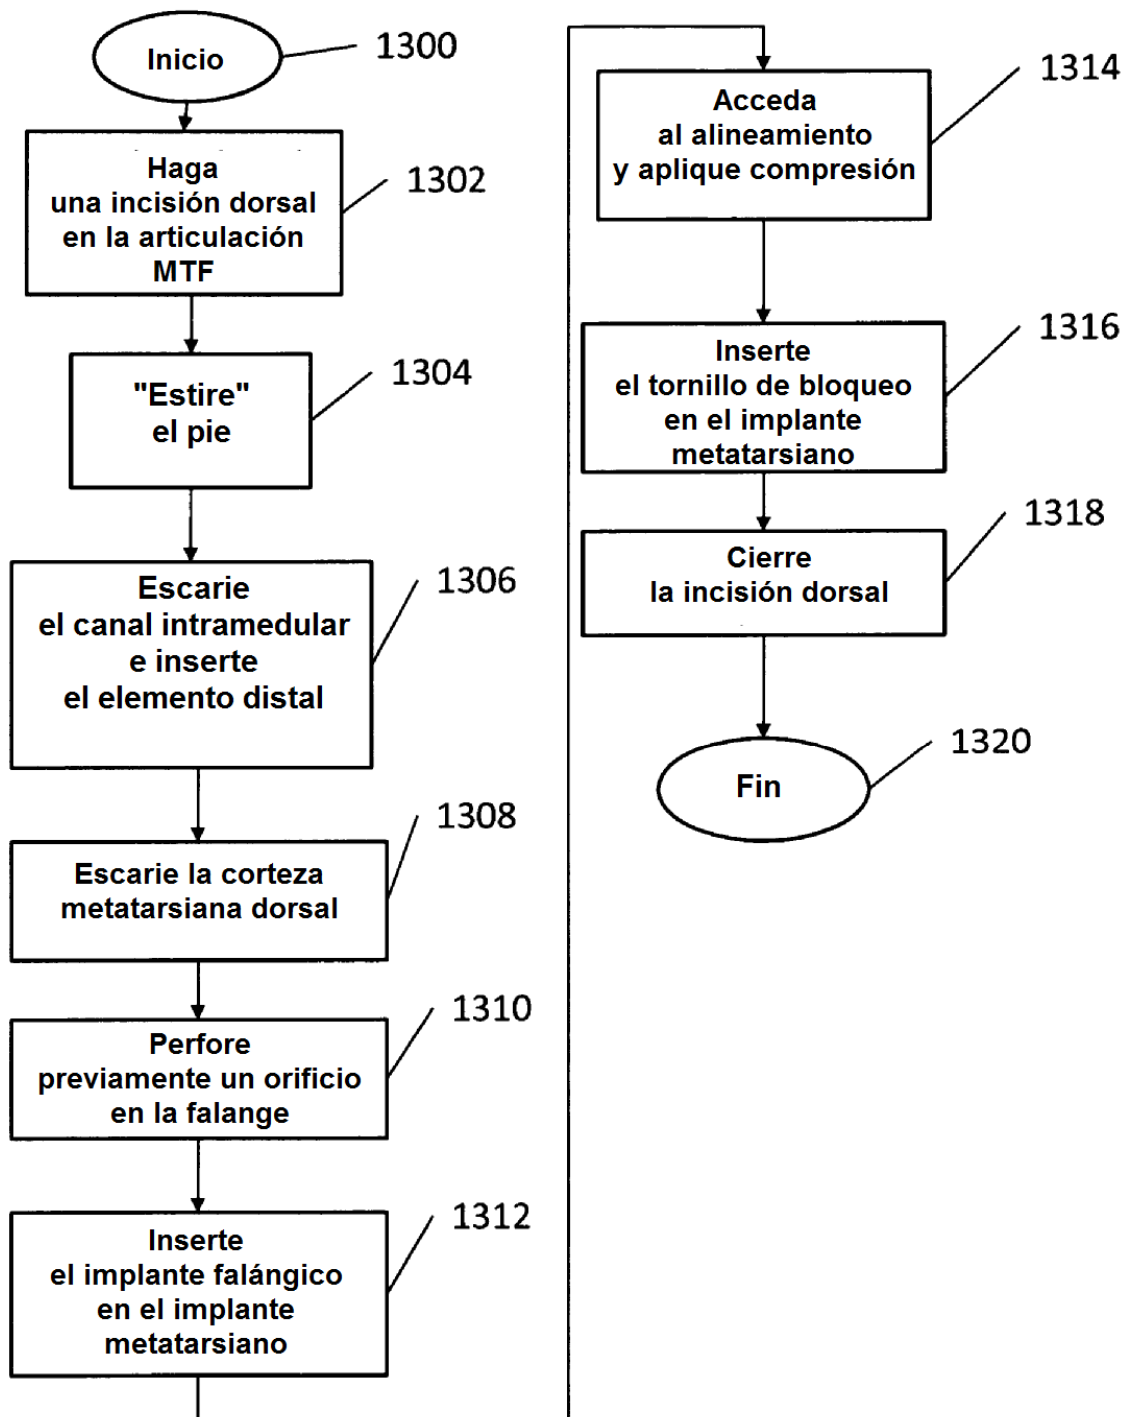 Inicio
1300
Haga
una incisión dorsal
en la articulación
MTF
1302
"Estire"
el pie
1304
Escarie
el canal intramedular
e inserte
el elemento distal
1306
Escarie la corteza
metatarsiana dorsal
1308
Perfore
previamente un orificio
en la falange
1310
Inserte
el implante falángico
en el implante
metatarsiano
1312
Acceda
al alineamiento
y aplique compresión
1314
Inserte
el tornillo de bloqueo
en el implante
metatarsiano
1316
Cierre
la incisión dorsal
1318
Fin
1320